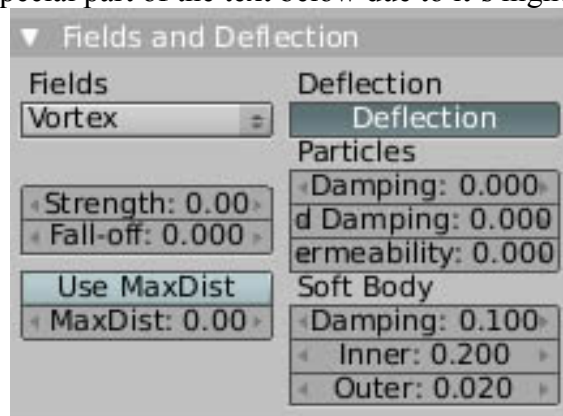 ▼ Fields and Deflection
Fields
Vortex
Strength: 0.00
Fall-off: 0.000
Use MaxDist
MaxDist: 0.00
Deflection
Deflection
Particles
Damping: 0.000
d Damping: 0.000
ermeability: 0.000
Soft Body
Damping: 0.100
Inner: 0.200
Outer: 0.020